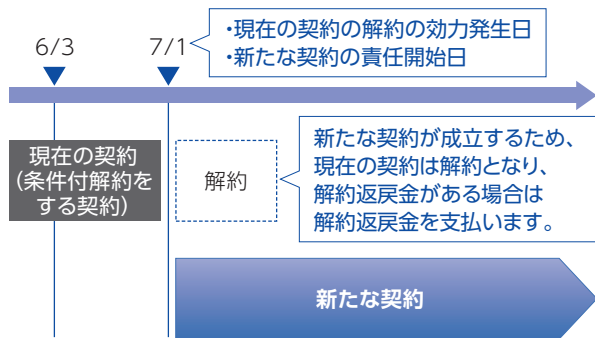 6/3
7/1
・現在の契約の解約の効力発生日
・新たな契約の責任開始日
現在の契約
(条件付解約を
する契約)
解約
新たな契約が成立するため、
現在の契約は解約となり、
解約返戻金がある場合は
解約返戻金を支払います。
新たな契約